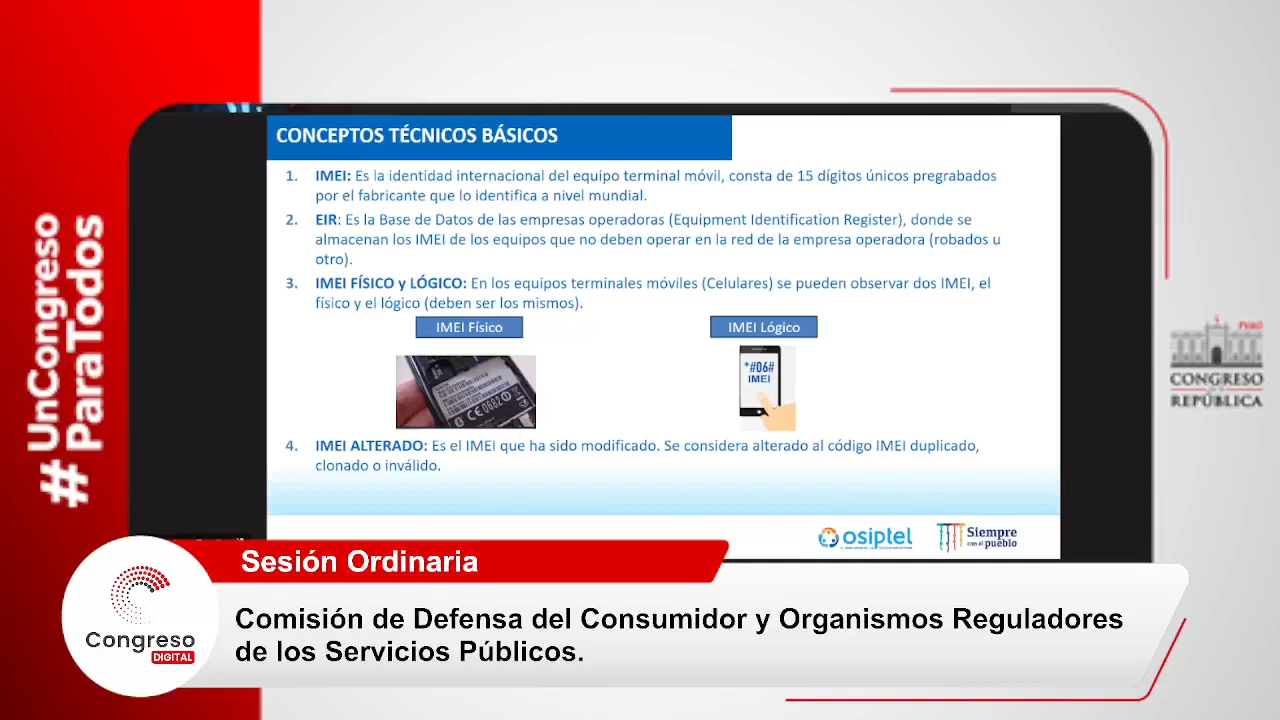 #UnCongreso
ParaTodos
CONCEPTOS TÉCNICOS BÁSICOS
1. IMEI: Es la identidad internacional del equipo terminal móvil, consta de 15 dígitos únicos pregrabados
por el fabricante que lo identifica a nivel mundial.
2. EIR: Es la Base de Datos de las empresas operadoras (Equipment Identification Register), donde se
almacenan los IMEI de los equipos que no deben operar en la red de la empresa operadora (robados u
otro).
3. IMEI FÍSICO y LÓGICO: En los equipos terminales móviles (Celulares) se pueden observar dos IMEI, el
físico y el lógico (deben ser los mismos).
IMEI Físico
IMEI Lógico
CE0682
*#06#
IMEI
4. IMEI ALTERADO: Es el IMEI que ha sido modificado. Se considera alterado al código IMEI duplicado,
clonado o inválido.
osiptel
Siempre
con el pueblo
PERÚ
CONGRESO
REPÚBLICA
Sesión Ordinaria
Comisión de Defensa del Consumidor y Organismos Reguladores
de los Servicios Públicos.
Congreso
DIGITAL